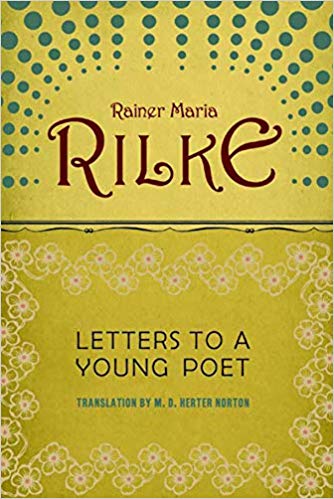 Rainer Maria
RILKE
LETTERS TO A
YOUNG POET
TRANSLATION BY M. D. HERTER NORTON